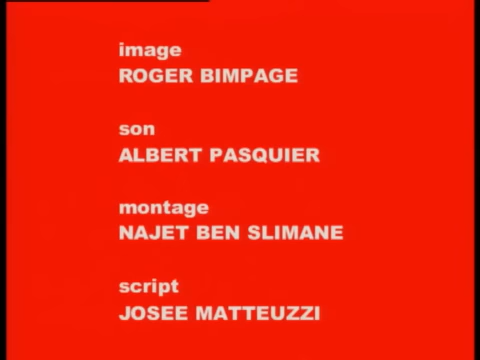 image
ROGER BIMPAGE
son
ALBERT PASQUIER
montage
NAJET BEN SLIMANE
script
JOSEE MATTEUZZI